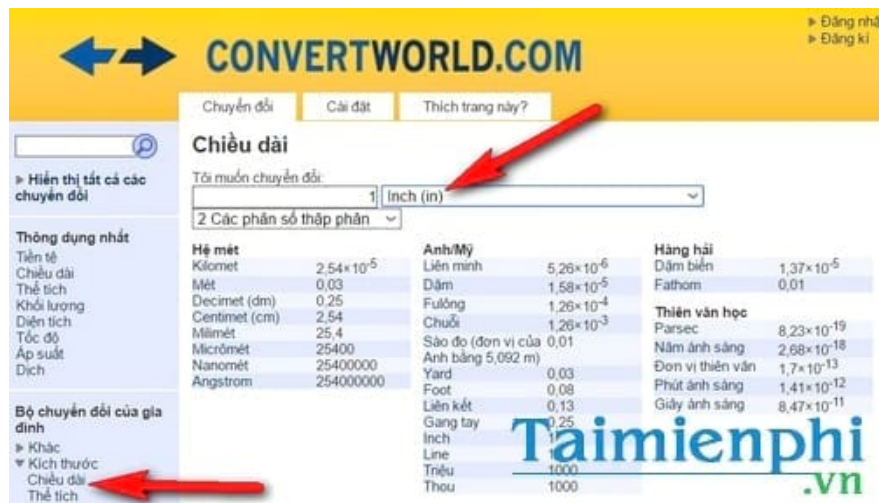 » Đăng nhậ
» Đăng kí
CONVERTWORLD.COM
Chuyển đổi
Cài đặt
Thích trang này?
» Hiển thị tất cả các
chuyển đổi
Thông dụng nhất
Tiền tệ
Chiều dài
Thể tích
Khối lượng
Diện tích
Tốc độ
Áp suất
Dịch
Bộ chuyển đổi của gia
đình
Khác
Kích thước
Chiều dài
Thể tích
Chiều dài
Tôi muốn chuyển đổi:
1 Inch (in)
2 Các phân số thập phân
Hệ mét
Kilomet 2,54×10⁻⁵
Mét 0,03
Decimet (dm) 0,25
Centimet (cm) 2,54
Milimét 25,4
Micrômét 25400
Nanomét 25400000
Angstrom 254000000
Anh/Mỹ
Liên minh 5,26×10⁻⁶
Dặm 1,58×10⁻⁵
Fulông 1,26×10⁻⁴
Chuỗi 1,26×10⁻³
Sào đo (đơn vị của 0,01
Anh bằng 5,092 m)
Yard 0,03
Foot 0,08
Liên kết 0,13
Gang tay 0,25
Inch
Line
Triệu 1000
Thou 1000
Hàng hải
Dặm biển 1,37×10⁻⁵
Fathom 0,01
Thiên văn học
Parsec 8,23×10⁻¹⁹
Năm ánh sáng 2,68×10⁻¹⁸
Đơn vị thiên văn 1,7×10⁻¹³
Phút ánh sáng 1,41×10⁻¹²
Giây ánh sáng 8,47×10⁻¹¹
Taimienphi
.vn